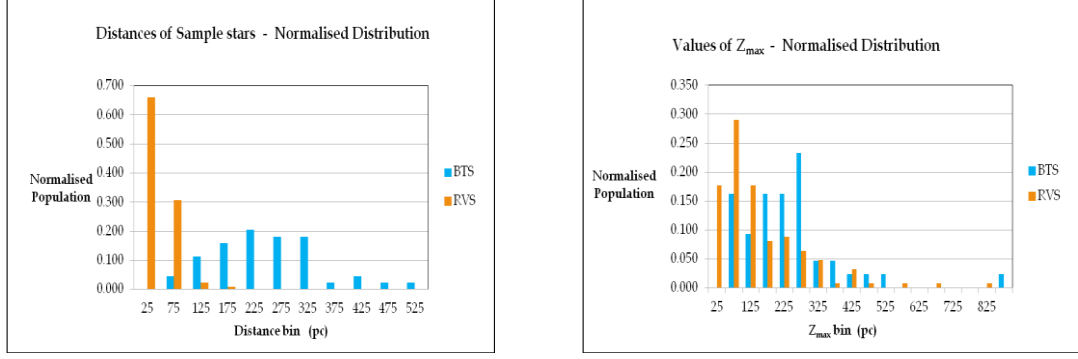 Distances of Sample stars - Normalised Distribution
0.700
0.600
0.500
0.400
0.300
0.200
0.100
0.000
Normalised
Population
25 75 125 175 225 275 325 375 425 475 525
Distance bin (pc)
BTS
RVS
Values of Zmax - Normalised Distribution
0.350
0.300
0.250
0.200
0.150
0.100
0.050
0.000
Normalised
Population
25 125 225 325 425 525 625 725 825
Zmax bin (pc)
BTS
RVS